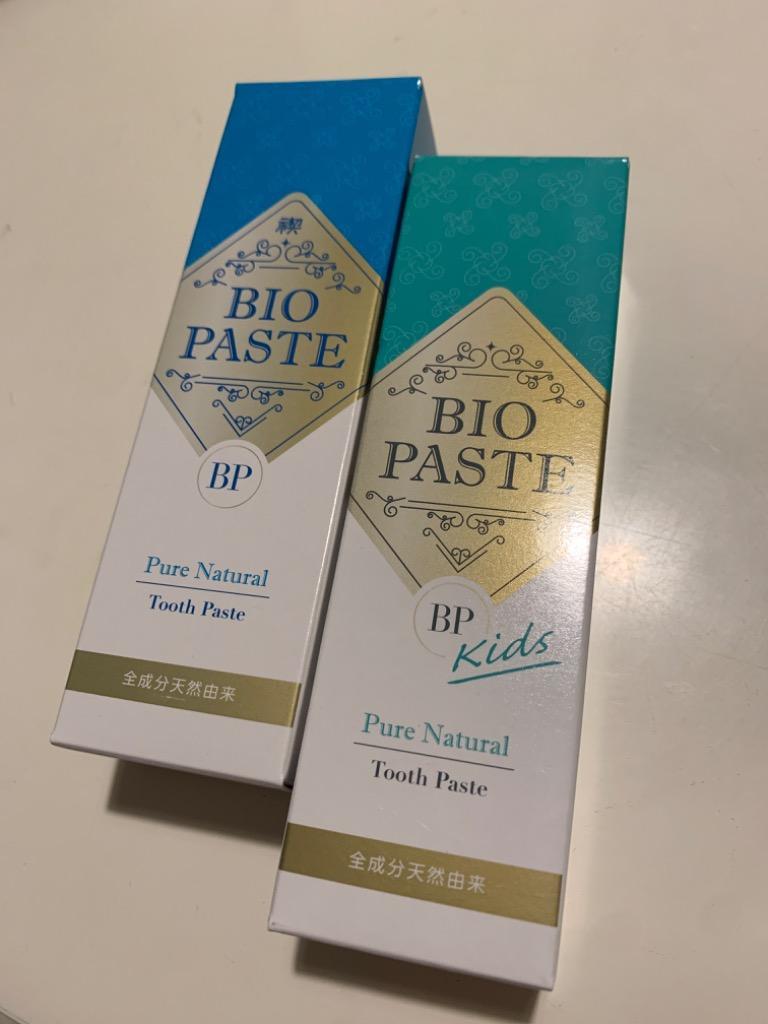 禊
BIO
PASTE
BP
Pure Natural
Tooth Paste
全成分天然由来
BIO
PASTE
BP
Kids
Pure Natural
Tooth Paste
全成分天然由来